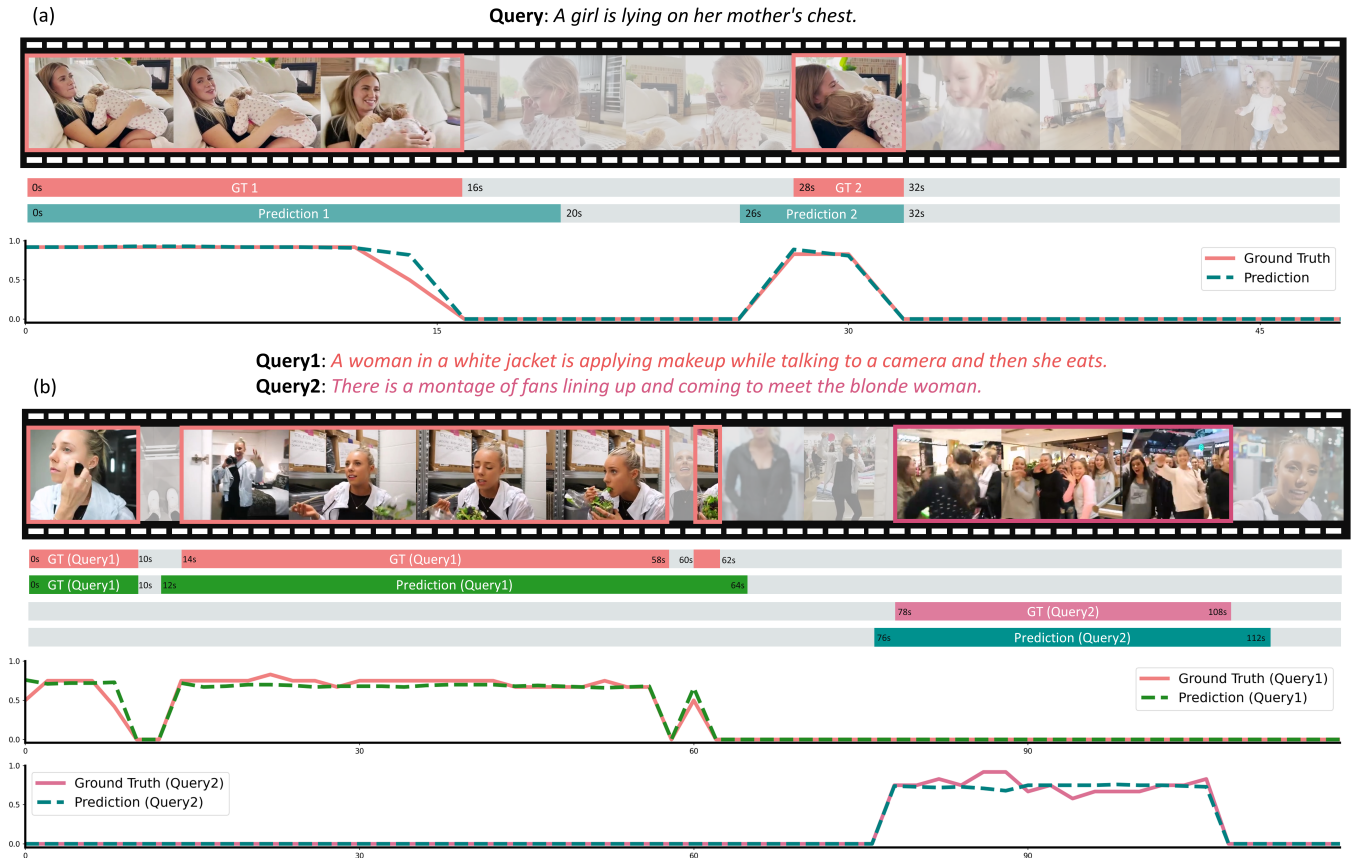 (a)
Query: A girl is lying on her mother's chest.
0s GT 1 16s 28s GT 2 32s
0s Prediction 1 20s 26s Prediction 2 32s
1.0
0.5
0.0
Ground Truth
Prediction
0 15 30 45
Query1: A woman in a white jacket is applying makeup while talking to a camera and then she eats.
(b)
Query2: There is a montage of fans lining up and coming to meet the blonde woman.
0s GT (Query1) 10s 14s GT (Query1) 58s 60s 62s
0s GT (Query1) 10s 12s Prediction (Query1) 64s
78s GT (Query2) 108s
76s Prediction (Query2) 112s
1.0
0.5
0.0
Ground Truth (Query1)
Prediction (Query1)
0 30 60 90
1.0
0.5
0.0
Ground Truth (Query2)
Prediction (Query2)
0 30 60 90